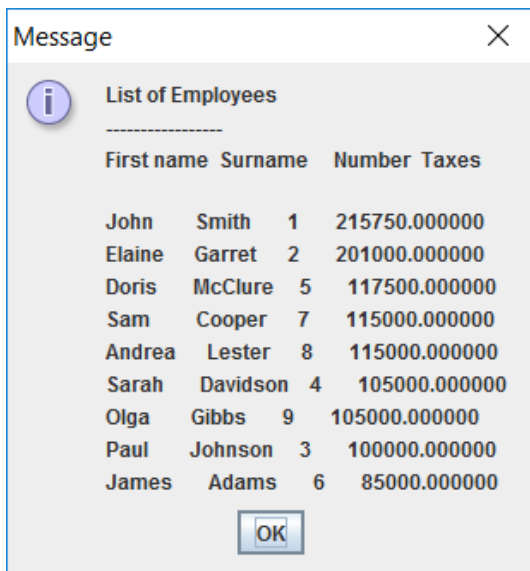 Message
List of Employees
-----------------
First name Surname Number Taxes
John Smith 1 215750.000000
Elaine Garret 2 201000.000000
Doris McClure 5 117500.000000
Sam Cooper 7 115000.000000
Andrea Lester 8 115000.000000
Sarah Davidson 4 105000.000000
Olga Gibbs 9 105000.000000
Paul Johnson 3 100000.000000
James Adams 6 85000.000000
OK